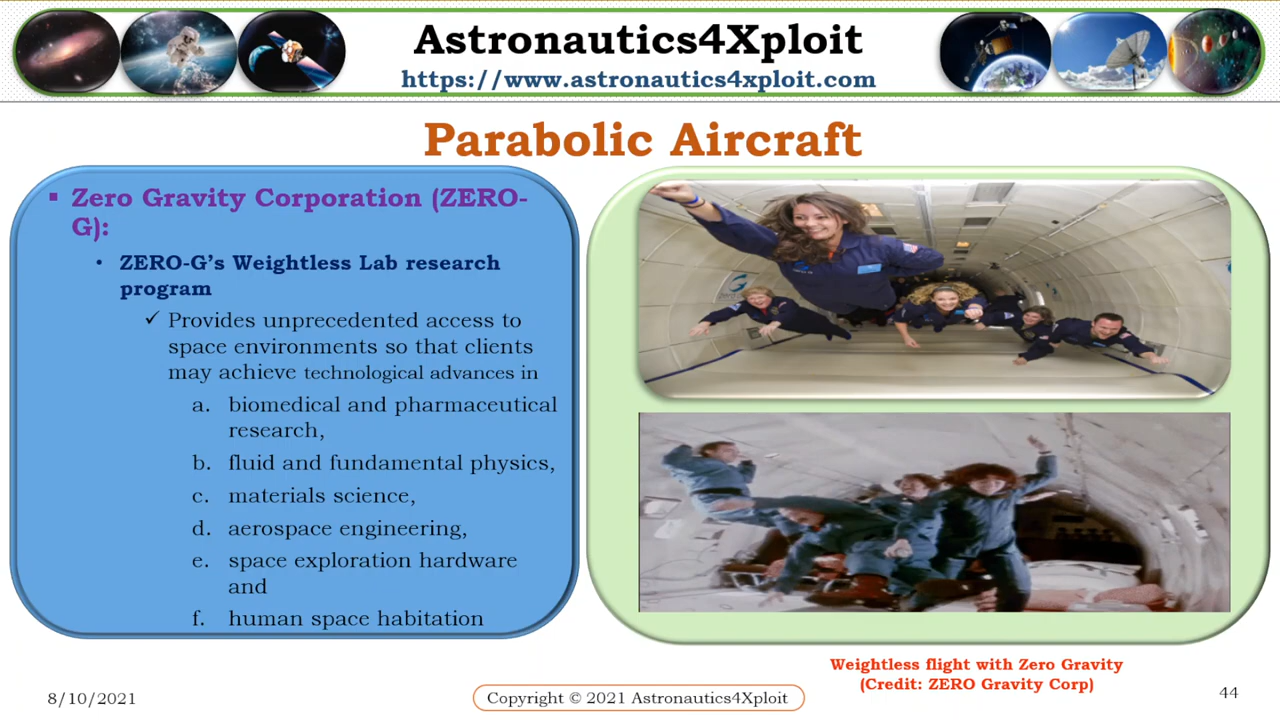 Astronautics4Xploit
https://www.astronautics4xploit.com
Parabolic Aircraft
▪ Zero Gravity Corporation (ZERO-
G):
• ZERO-G’s Weightless Lab research
program
✓ Provides unprecedented access to
space environments so that clients
may achieve technological advances in
a. biomedical and pharmaceutical
research,
b. fluid and fundamental physics,
c. materials science,
d. aerospace engineering,
e. space exploration hardware
and
f. human space habitation
Weightless flight with Zero Gravity
(Credit: ZERO Gravity Corp)
8/10/2021
Copyright © 2021 Astronautics4Xploit
44